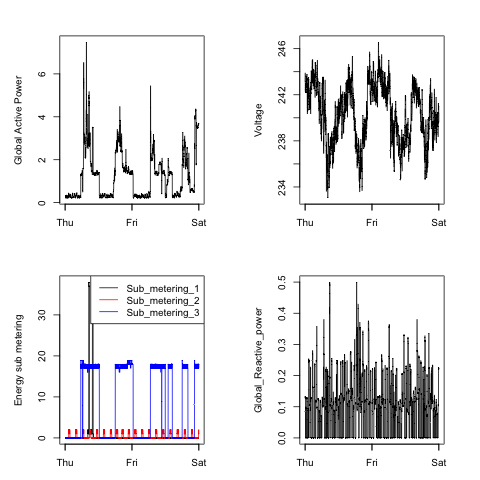 Global Active Power
0
2
4
6
Thu
Fri
Sat
Voltage
234
238
242
246
Thu
Fri
Sat
Energy sub metering
0
10
20
30
Thu
Fri
Sat
Sub_metering_1
Sub_metering_2
Sub_metering_3
Global_Reactive_power
0.0
0.1
0.2
0.3
0.4
0.5
Thu
Fri
Sat